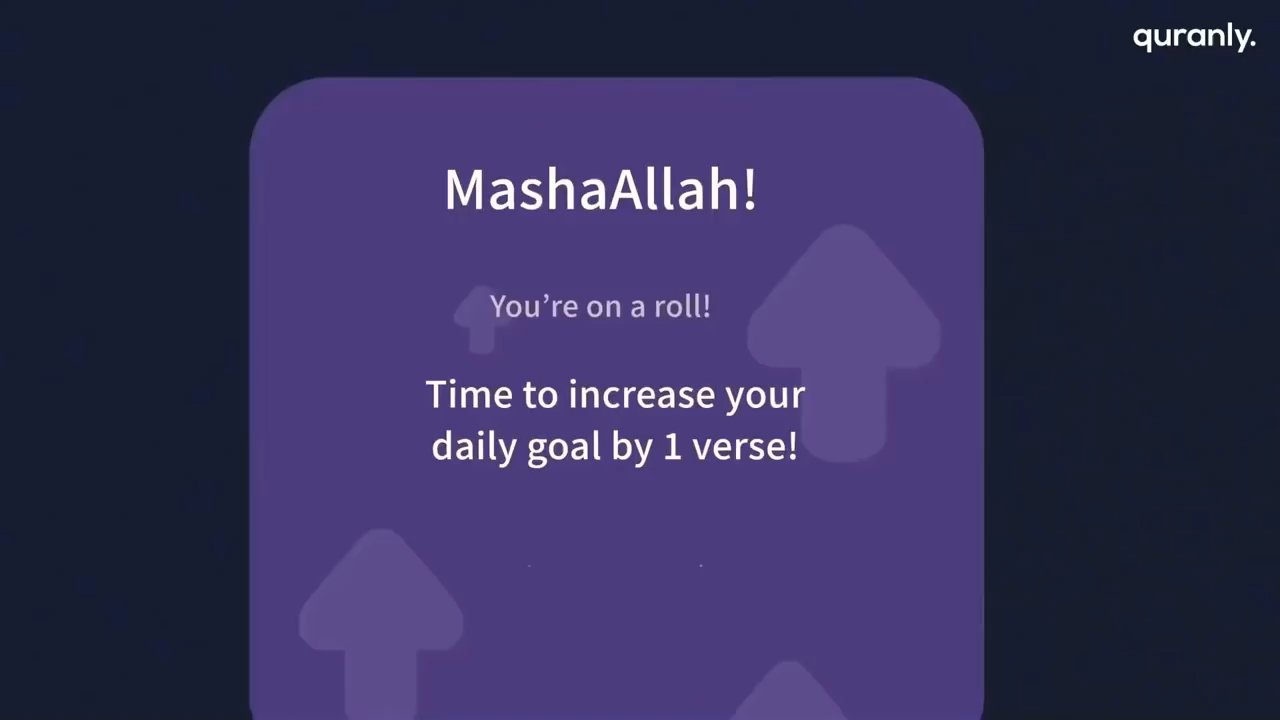 quranly.
MashaAllah!
You’re on a roll!
Time to increase your
daily goal by 1 verse!